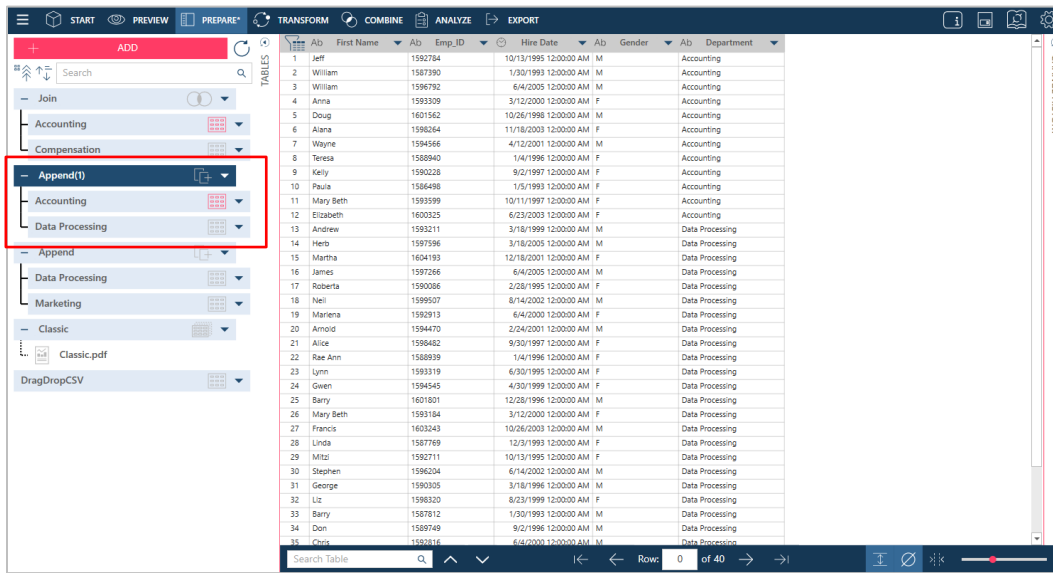 START PREVIEW PREPARE* TRANSFORM COMBINE ANALYZE EXPORT
ADD
Search
TABLES
Join
Accounting
Compensation
Append(1)
Accounting
Data Processing
Append
Data Processing
Marketing
Classic
Classic.pdf
DragDropCSV
Ab First Name Ab Emp_ID Hire Date Ab Gender Ab Department
1 Jeff 1592784 10/13/1995 12:00:00 AM M Accounting
2 William 1587390 1/30/1993 12:00:00 AM M Accounting
3 William 1596792 6/4/2005 12:00:00 AM M Accounting
4 Anna 1593309 3/12/2000 12:00:00 AM F Accounting
5 Doug 1601562 10/26/1998 12:00:00 AM M Accounting
6 Alana 1598264 11/18/2003 12:00:00 AM F Accounting
7 Wayne 1594566 4/12/2001 12:00:00 AM M Accounting
8 Teresa 1588940 1/4/1996 12:00:00 AM F Accounting
9 Kelly 1590228 9/2/1997 12:00:00 AM F Accounting
10 Paula 1586498 1/5/1993 12:00:00 AM F Accounting
11 Mary Beth 1593599 10/11/1997 12:00:00 AM F Accounting
12 Elizabeth 1600325 6/23/2003 12:00:00 AM F Accounting
13 Andrew 1593211 3/18/1999 12:00:00 AM M Data Processing
14 Herb 1597596 3/18/2005 12:00:00 AM M Data Processing
15 Martha 1604193 12/18/2001 12:00:00 AM F Data Processing
16 James 1597266 6/4/2005 12:00:00 AM M Data Processing
17 Roberta 1590086 2/28/1995 12:00:00 AM F Data Processing
18 Neil 1599507 8/14/2002 12:00:00 AM M Data Processing
19 Marlena 1592913 6/4/2000 12:00:00 AM F Data Processing
20 Arnold 1594470 2/24/2001 12:00:00 AM M Data Processing
21 Alice 1598482 9/30/1997 12:00:00 AM F Data Processing
22 Rae Ann 1588939 1/4/1996 12:00:00 AM F Data Processing
23 Lynn 1593319 6/30/1995 12:00:00 AM F Data Processing
24 Gwen 1594545 4/30/1999 12:00:00 AM F Data Processing
25 Barry 1601801 12/28/1996 12:00:00 AM M Data Processing
26 Mary Beth 1593184 3/12/2000 12:00:00 AM F Data Processing
27 Francis 1603243 10/26/2003 12:00:00 AM M Data Processing
28 Linda 1587769 12/3/1993 12:00:00 AM F Data Processing
29 Mitzi 1592711 10/13/1995 12:00:00 AM F Data Processing
30 Stephen 1596204 6/14/2002 12:00:00 AM M Data Processing
31 George 1590305 3/18/1996 12:00:00 AM M Data Processing
32 Liz 1598320 8/23/1999 12:00:00 AM F Data Processing
33 Barry 1587812 1/30/1993 12:00:00 AM M Data Processing
34 Don 1589749 9/2/1996 12:00:00 AM M Data Processing
35 Chris 1592816 6/4/2000 12:00:00 AM M Data Processing
Search Table Row: 0 of 40